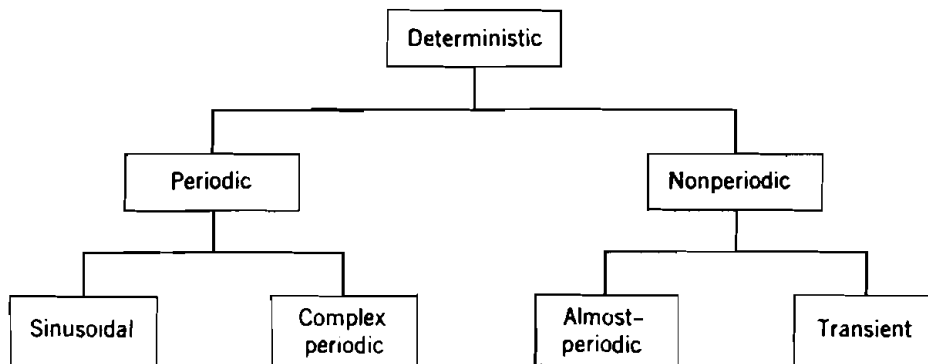 Deterministic
Periodic
Nonperiodic
Sinusoidal
Complex
periodic
Almost-
periodic
Transient